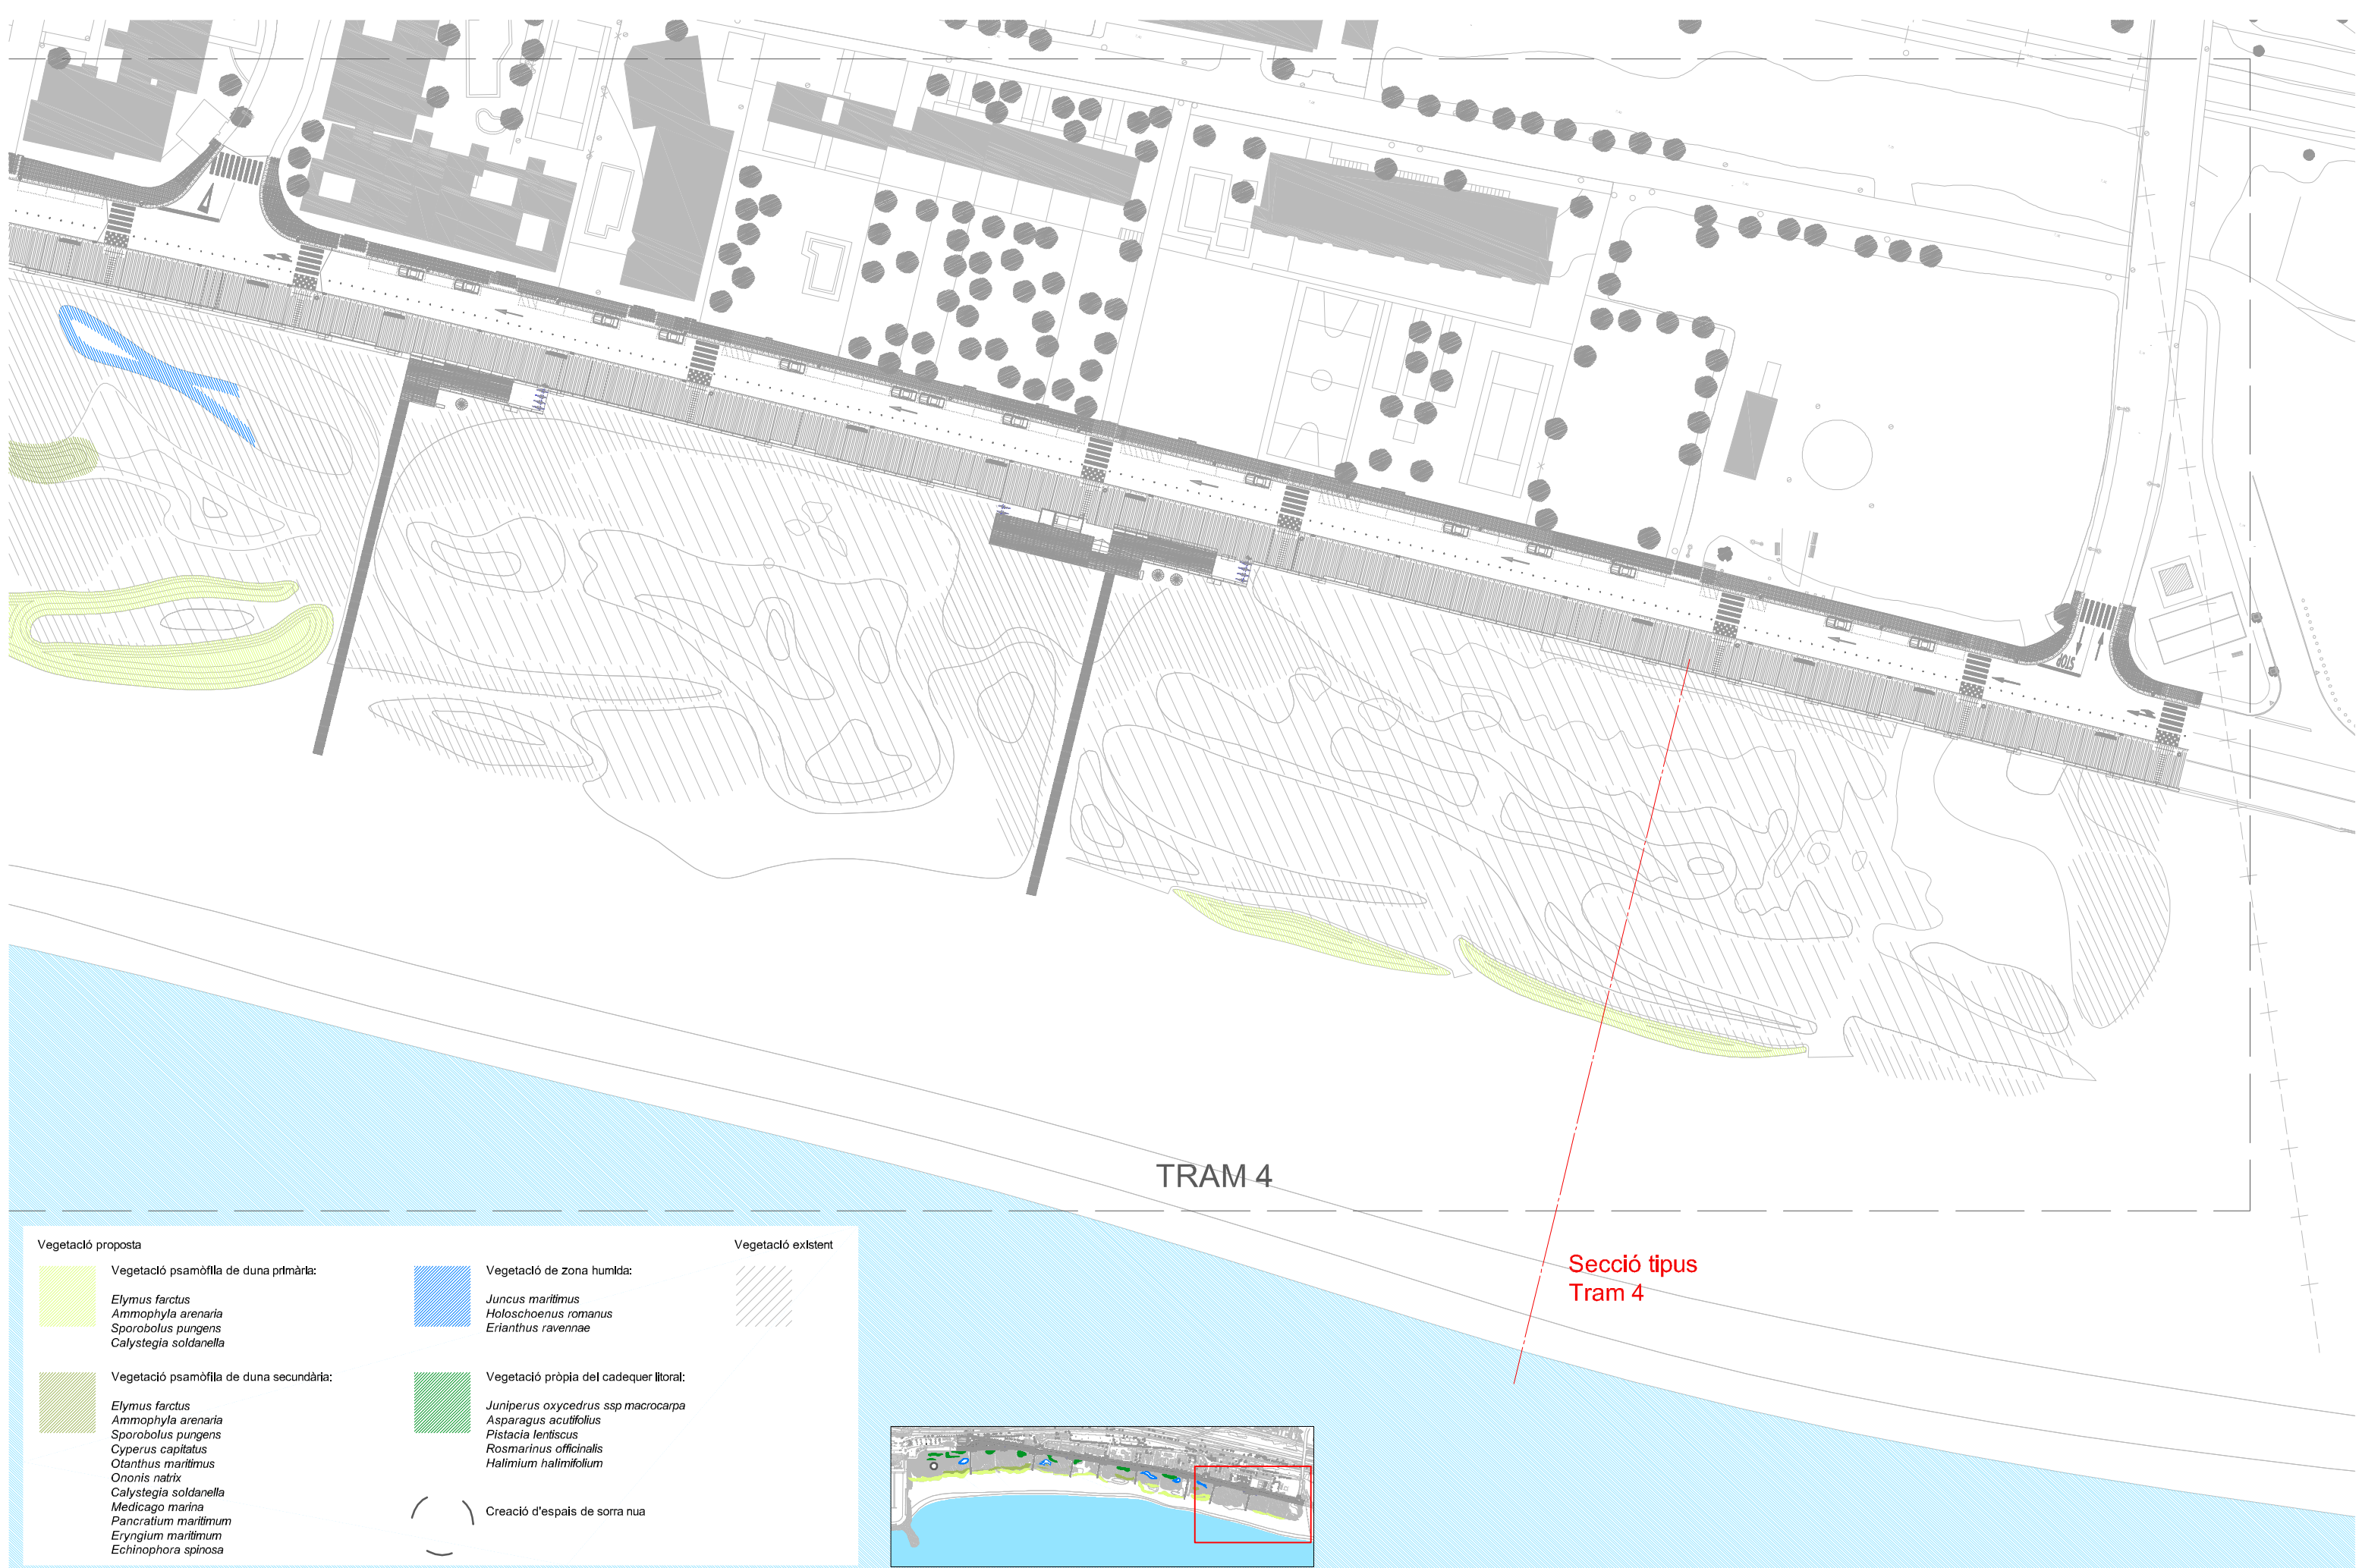 STOP
TRAM 4
Secció tipus
Tram 4
Vegetació proposta
Vegetació psamòfila de duna primària:
Elymus farctus
Ammophyla arenaria
Sporobolus pungens
Calystegia soldanella
Vegetació psamòfila de duna secundària:
Elymus farctus
Ammophyla arenaria
Sporobolus pungens
Cyperus capitatus
Otanthus maritimus
Ononis natrix
Calystegia soldanella
Medicago marina
Pancratium maritimum
Eryngium maritimum
Echinophora spinosa
Vegetació de zona humida:
Juncus maritimus
Holoschoenus romanus
Erianthus ravennae
Vegetació pròpia del cadequer litoral:
Juniperus oxycedrus ssp macrocarpa
Asparagus acutifolius
Pistacia lentiscus
Rosmarinus officinalis
Halimium halimifolium
Creació d'espais de sorra nua
Vegetació existent